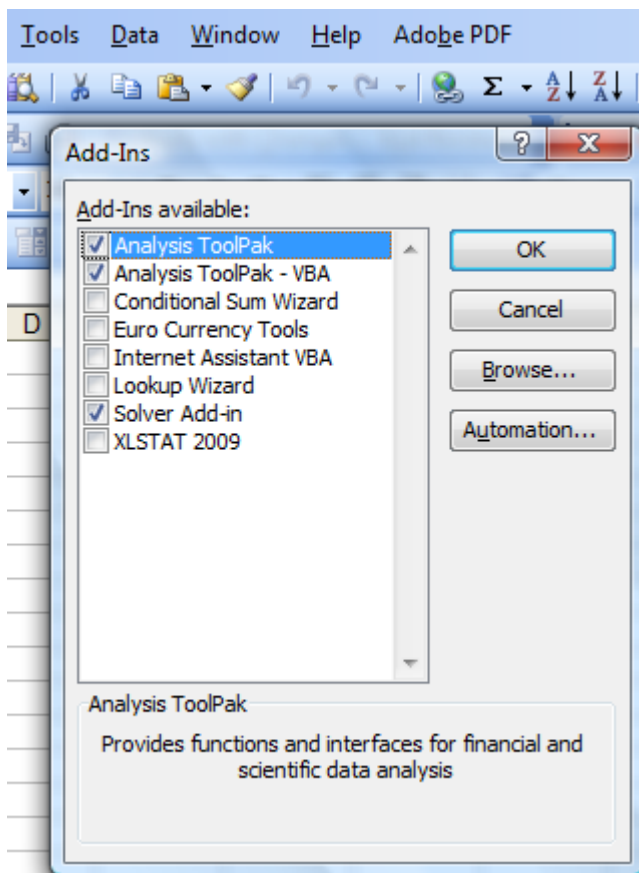 Tools Data Window Help Adobe PDF
Σ A Z Z A
Add-Ins ?
Add-Ins available:
Analysis ToolPak
Analysis ToolPak - VBA
Conditional Sum Wizard
Euro Currency Tools
Internet Assistant VBA
Lookup Wizard
Solver Add-in
XLSTAT 2009
OK
Cancel
Browse...
Automation...
D
Analysis ToolPak
Provides functions and interfaces for financial and
scientific data analysis